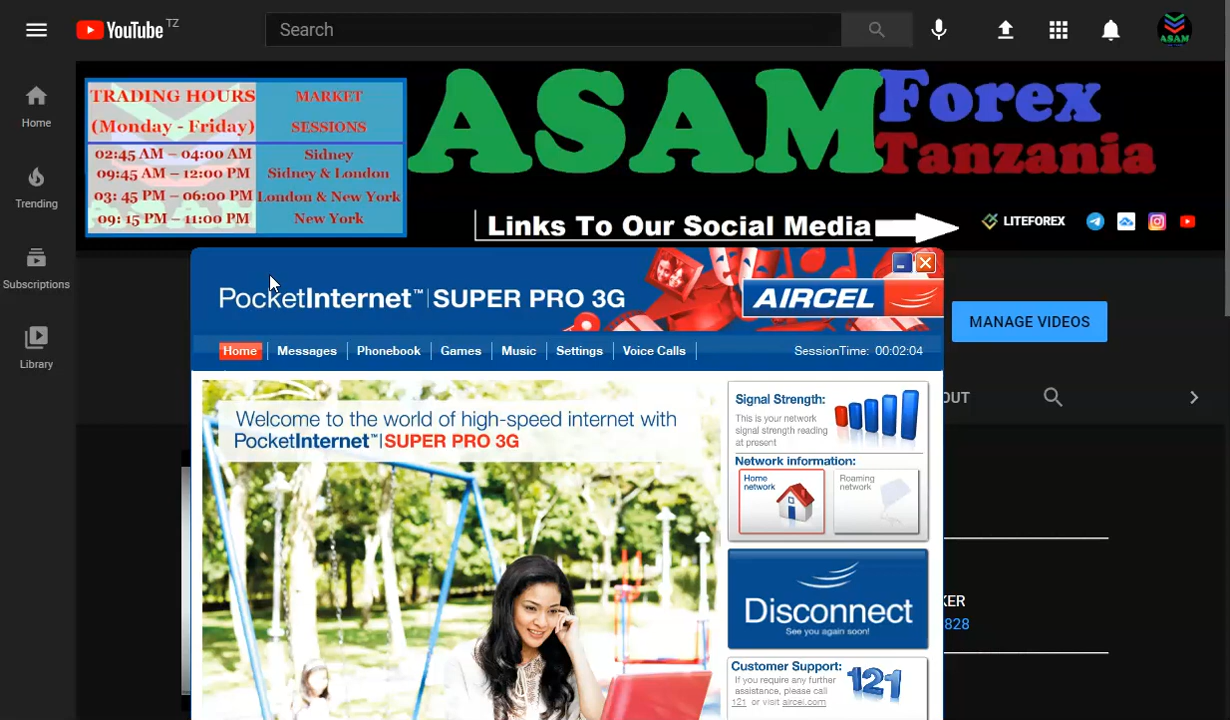 YouTube TZ
Search
Home
Trending
Subscriptions
Library
TRADING HOURS
(Monday - Friday)
MARKET
SESSIONS
02:45 AM – 04:00 AM Sidney
09:45 AM – 12:00 PM Sidney & London
03: 45 PM – 06:00 PM London & New York
09: 15 PM – 11:00 PM New York
ASAM Forex
Tanzania
Links To Our Social Media
LITEFOREX
ASAM
MANAGE VIDEOS
OUT
KER
828
PocketInternet™ | SUPER PRO 3G
AIRCEL
Home Messages Phonebook Games Music Settings Voice Calls SessionTime: 00:02:04
Welcome to the world of high-speed internet with
PocketInternet™ | SUPER PRO 3G
Signal Strength:
This is your network
signal strength reading
at present
Network information:
Home
network
Roaming
network
Disconnect
See you again soon!
Customer Support:
If you require any further
assistance, please call
121 or visit aircel.com
121